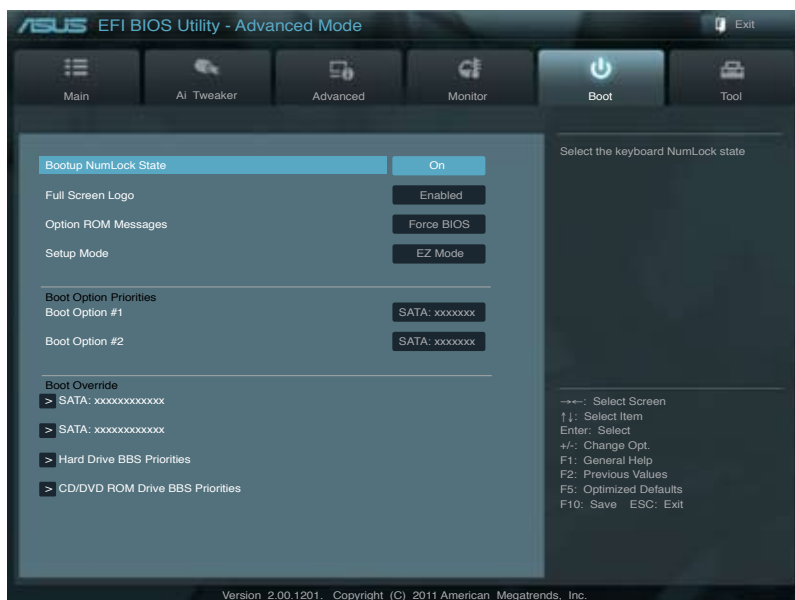 ASUS EFI BIOS Utility - Advanced Mode
Exit
Main Ai Tweaker Advanced Monitor Boot Tool
Bootup NumLock State On
Full Screen Logo Enabled
Option ROM Messages Force BIOS
Setup Mode EZ Mode
Boot Option Priorities
Boot Option #1 SATA: xxxxxxx
Boot Option #2 SATA: xxxxxxx
Boot Override
> SATA: xxxxxxxxxxxx
> SATA: xxxxxxxxxxxx
> Hard Drive BBS Priorities
> CD/DVD ROM Drive BBS Priorities
Select the keyboard NumLock state
→←: Select Screen
↑↓: Select Item
Enter: Select
+/-: Change Opt.
F1: General Help
F2: Previous Values
F5: Optimized Defaults
F10: Save ESC: Exit
Version 2.00.1201. Copyright (C) 2011 American Megatrends, Inc.